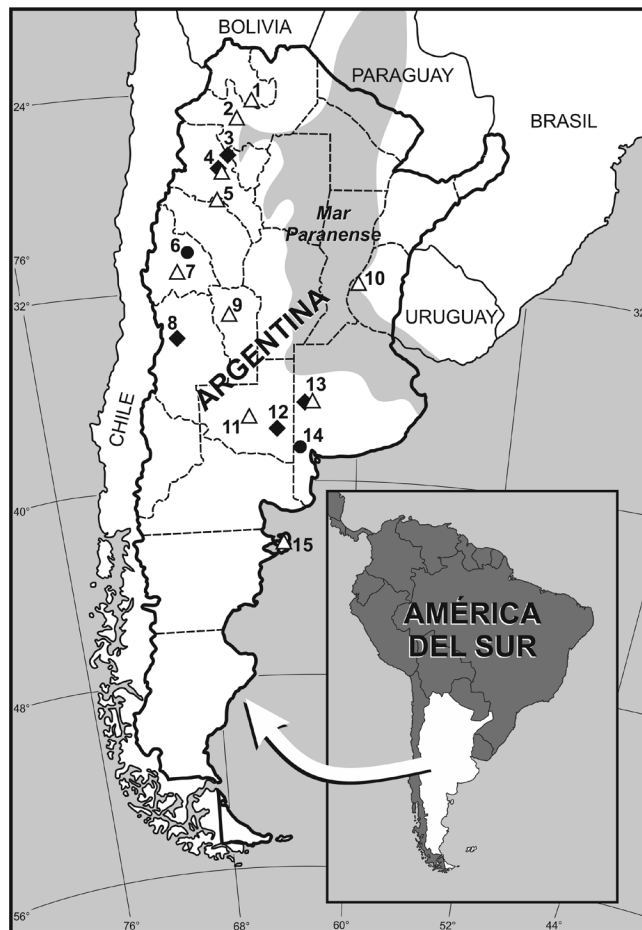 BOLIVIA
PARAGUAY
24°
BRASIL
1
2
3
4
5
Mar
Paranense
76°
6
7
10
9
32°
32
URUGUAY
8
ARGENTINA
13
11
12
14
CHILE
40°
15
AMÉRICA
DEL SUR
48°
56°
76°
68°
60°
52°
44°